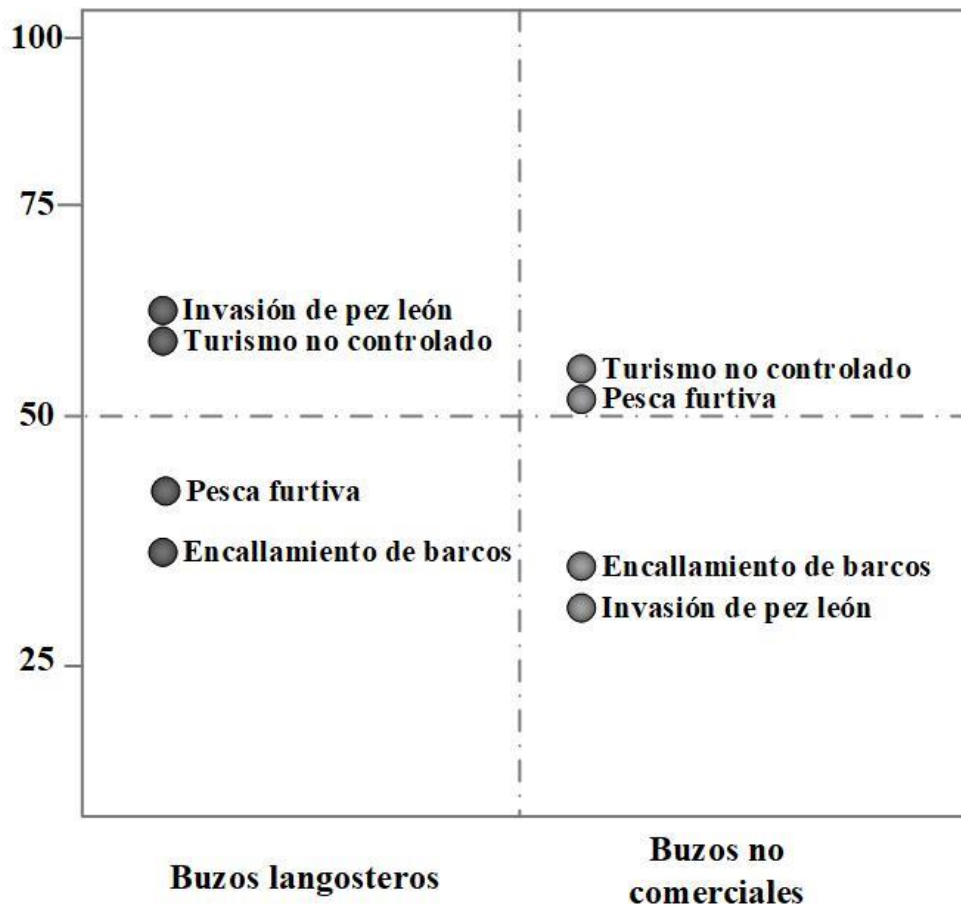 100
75
Invasión de pez león
Turismo no controlado
Turismo no controlado
Pesca furtiva
50
Pesca furtiva
Encallamiento de barcos
Encallamiento de barcos
Invasión de pez león
25
Buzos langosteros
Buzos no
comerciales